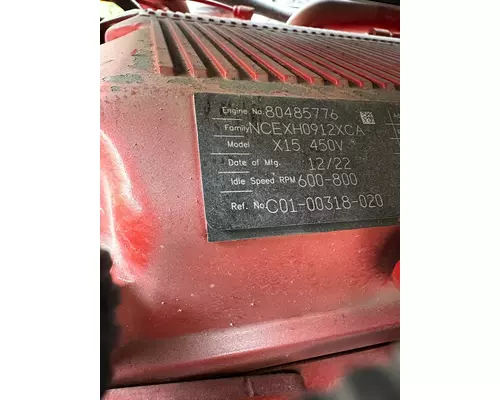 Engine No. 80485776
Family NCEXH0912XCA
Model X15 450V
Date of Mfg. 12/22
Idle Speed RPM 600-800
Ref. No. C01-00318-020